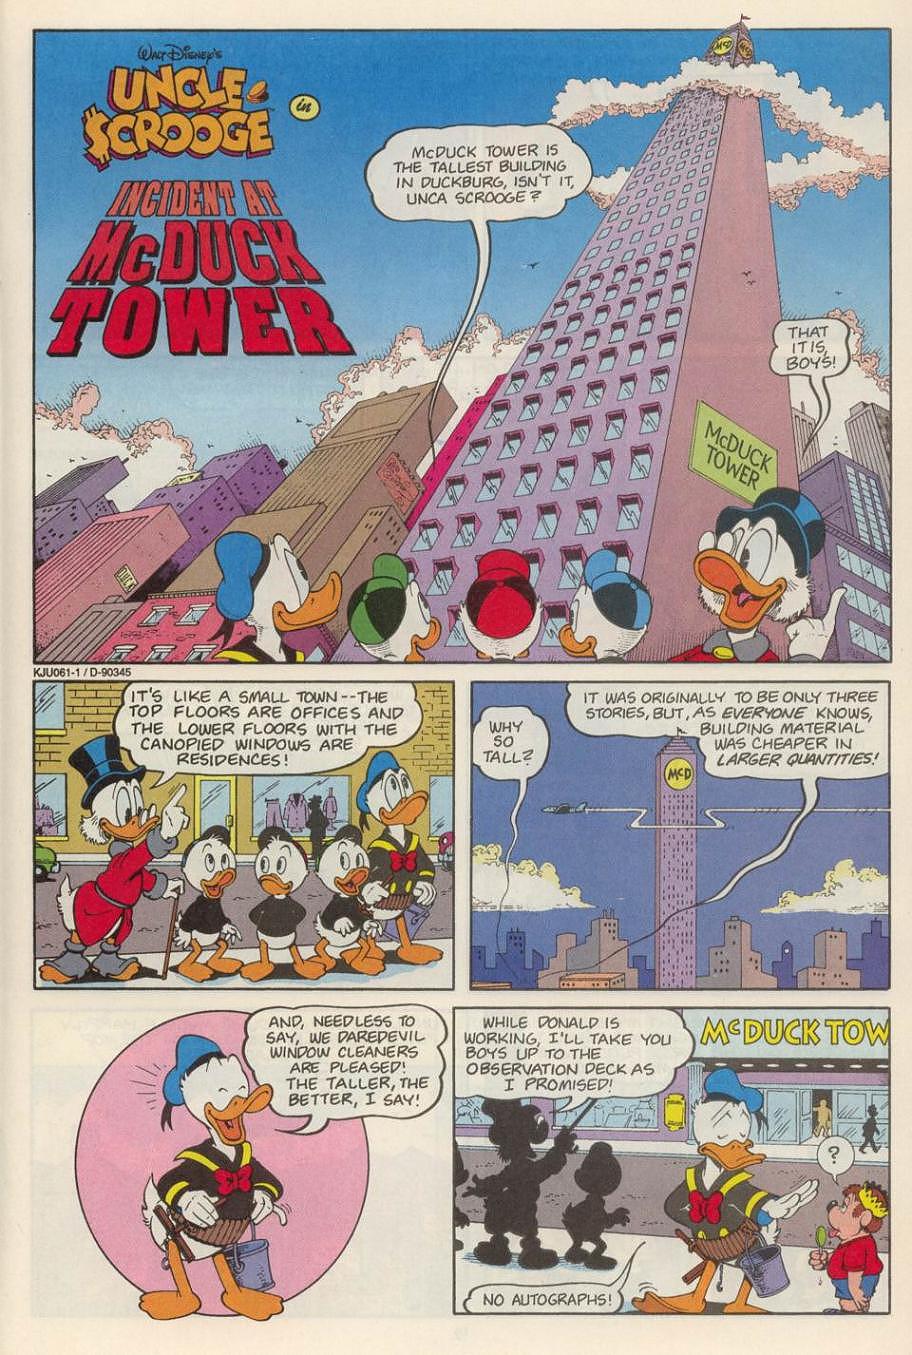 WALT DISNEY'S
UNCLE
$CROOGE
in
INCIDENT AT
McDUCK
TOWER
McD
McD
McDUCK TOWER IS
THE TALLEST BUILDING
IN DUCKBURG, ISN'T IT,
UNCA SCROOGE?
THAT
IT IS,
BOYS!
McDUCK
TOWER
KJU061-1 / D-90345
IT'S LIKE A SMALL TOWN--THE
TOP FLOORS ARE OFFICES AND
THE LOWER FLOORS WITH THE
CANOPIED WINDOWS ARE
RESIDENCES!
WHY
SO
TALL?
IT WAS ORIGINALLY TO BE ONLY THREE
STORIES, BUT, AS EVERYONE KNOWS,
BUILDING MATERIAL
WAS CHEAPER IN
LARGER QUANTITIES!
McD
AND, NEEDLESS TO
SAY, WE DAREDEVIL
WINDOW CLEANERS
ARE PLEASED!
THE TALLER, THE
BETTER, I SAY!
WHILE DONALD IS
WORKING, I'LL TAKE YOU
BOYS UP TO THE
OBSERVATION DECK AS
I PROMISED!
McDUCK TOW
?
NO AUTOGRAPHS!